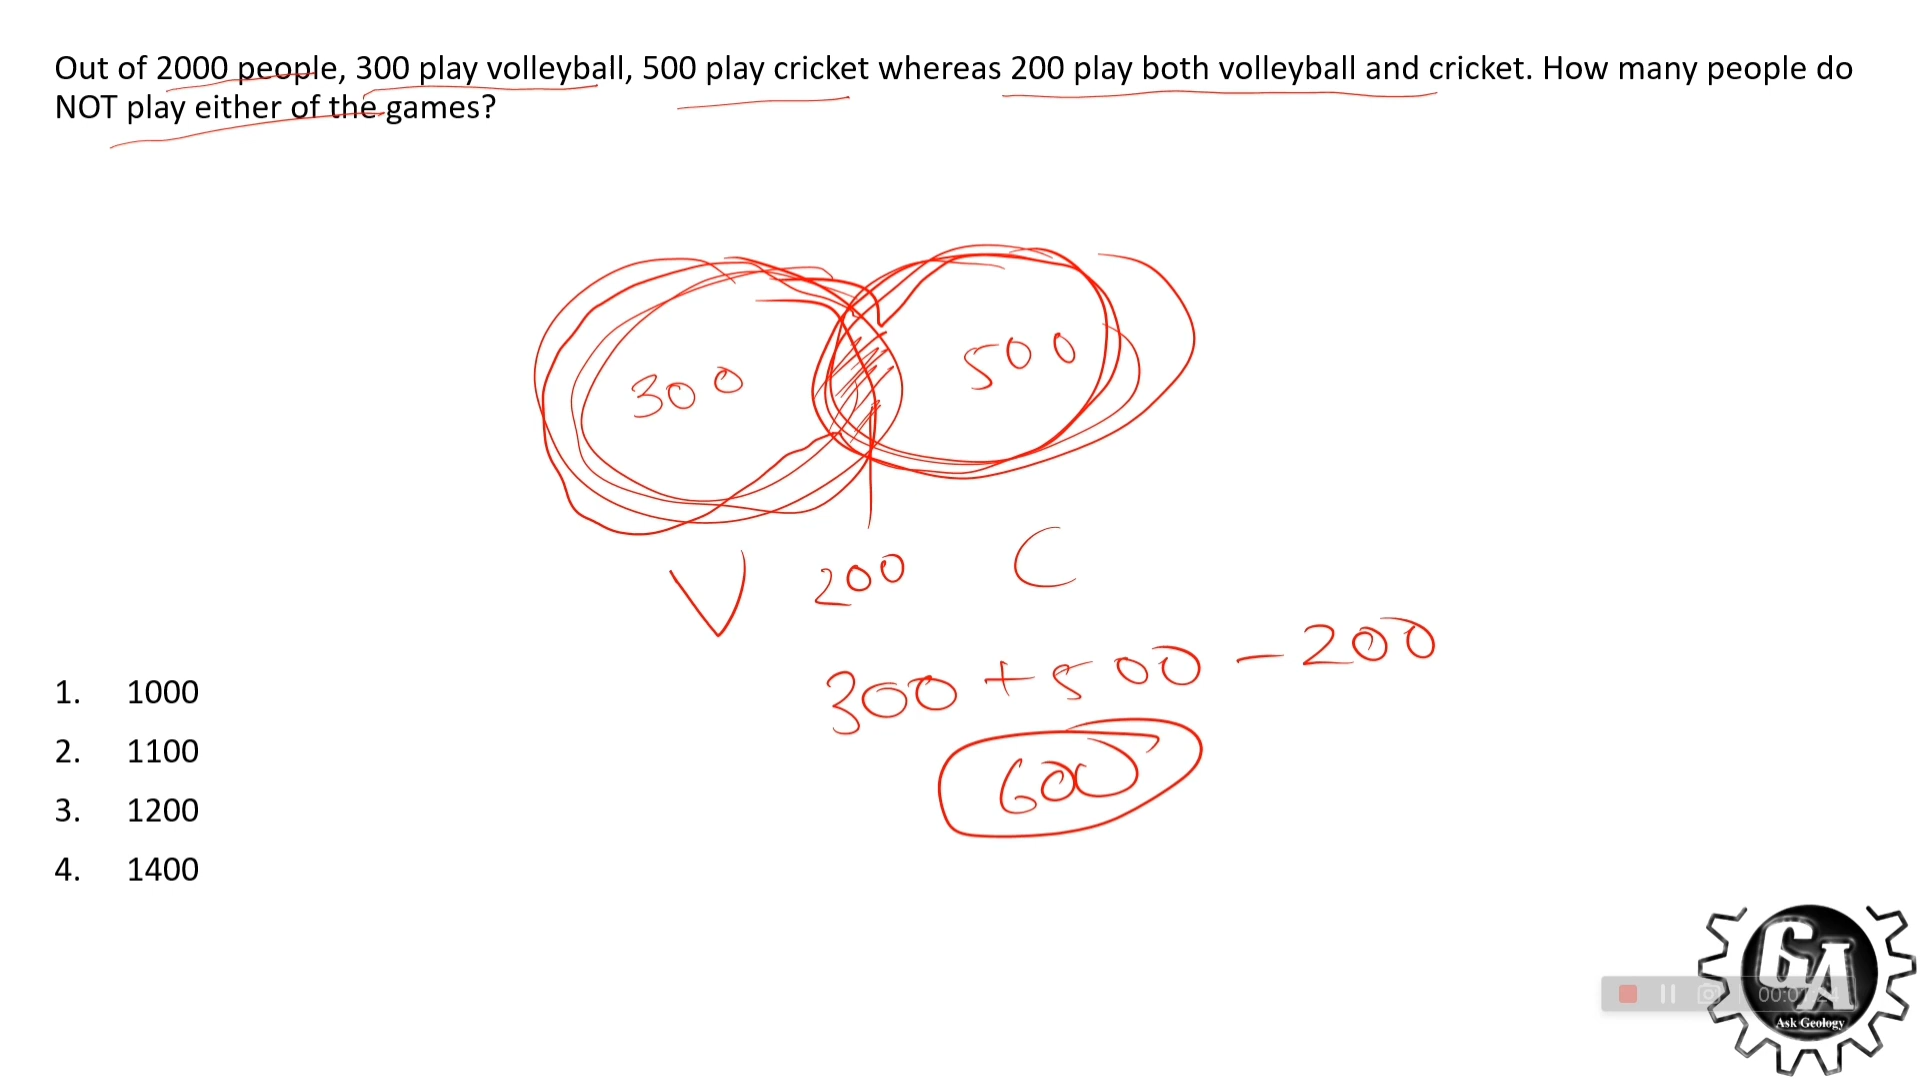 Out of 2000 people, 300 play volleyball, 500 play cricket whereas 200 play both volleyball and cricket. How many people do
NOT play either of the games?
300
500
V
200
C
300 + 500 - 200
600
1. 1000
2. 1100
3. 1200
4. 1400
GA
Ask Geology